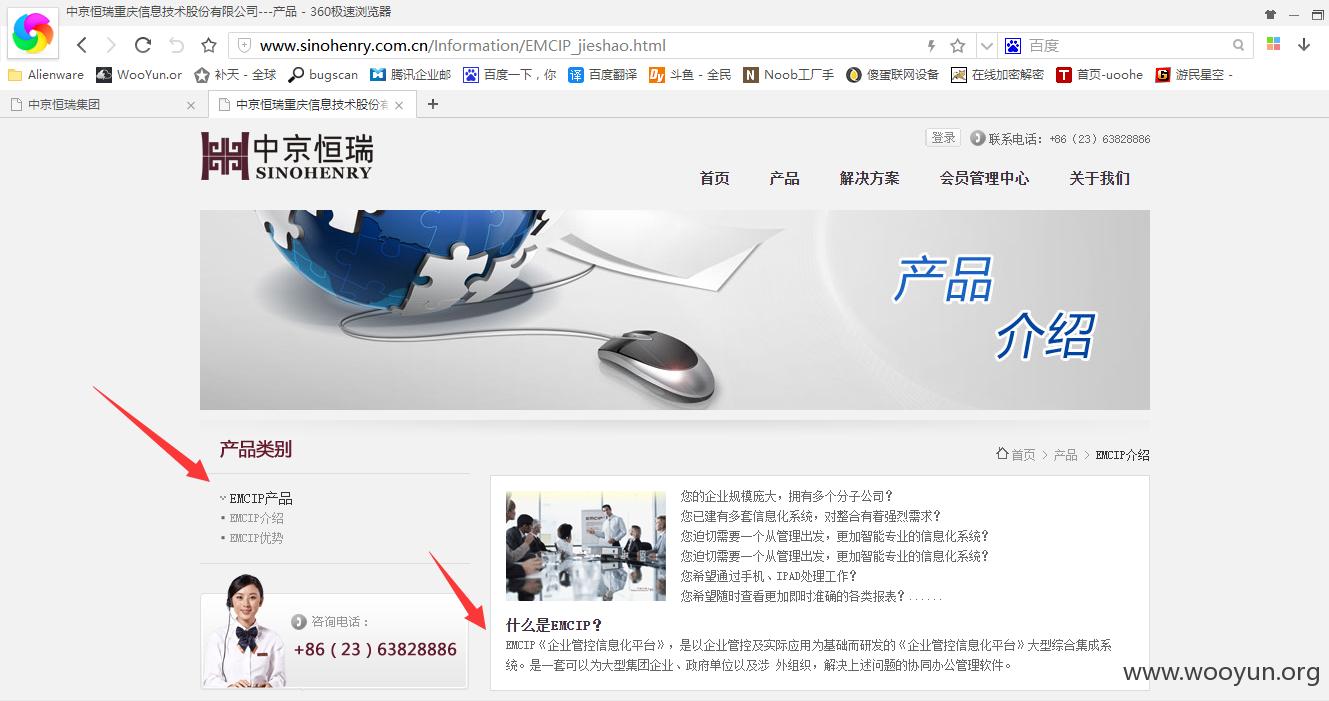 中京恒瑞重庆信息技术股份有限公司---产品 - 360极速浏览器
www.sinohenry.com.cn/Information/EMCIP_jieshao.html
百度
Alienware
WooYun.or
补天 - 全球
bugscan
腾讯企业邮
百度一下，你
百度翻译
斗鱼 - 全民
Noob工厂手
傻蛋联网设备
在线加密解密
首页-uoohe
游民星空 -
中京恒瑞集团
中京恒瑞重庆信息技术股份有
中京恒瑞
SINOHENRY
登录
联系电话：+86（23）63828886
首页
产品
解决方案
会员管理中心
关于我们
产品
介绍
产品类别
首页 > 产品 > EMCIP介绍
EMCIP产品
EMCIP介绍
EMCIP优势
咨询电话：
+86 ( 23 ) 63828886
您的企业规模庞大，拥有多个分子公司？
您已建有多套信息化系统，对整合有着强烈需求？
您迫切需要一个从管理出发，更加智能专业的信息化系统？
您迫切需要一个从管理出发，更加智能专业的信息化系统？
您希望通过手机、IPAD处理工作？
您希望随时查看更加即时准确的各类报表？......
什么是EMCIP？
EMCIP《企业管控信息化平台》，是以企业管控及实际应用为基础而研发的《企业管控信息化平台》大型综合集成系
统。是一套可以为大型集团企业、政府单位以及涉 外组织，解决上述问题的协同办公管理软件。
www.wooyun.org